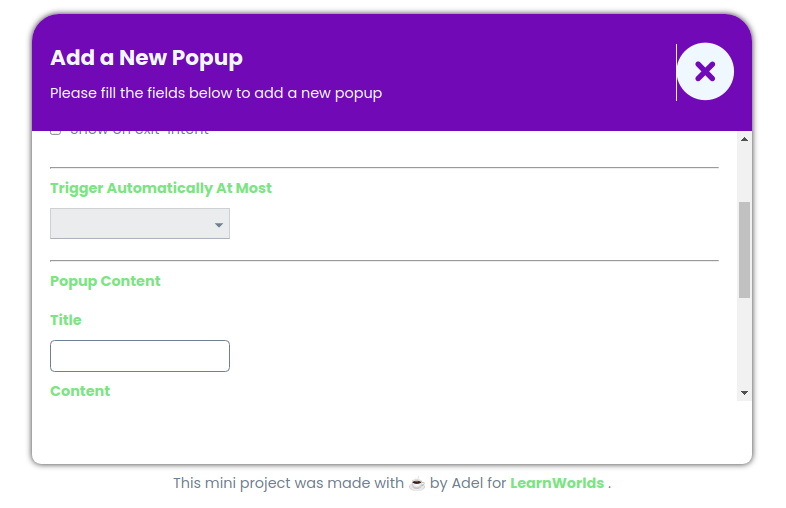 Add a New Popup
Please fill the fields below to add a new popup
Show on exit-intent
Trigger Automatically At Most
Popup Content
Title
Content
This mini project was made with ☕ by Adel for LearnWorlds .